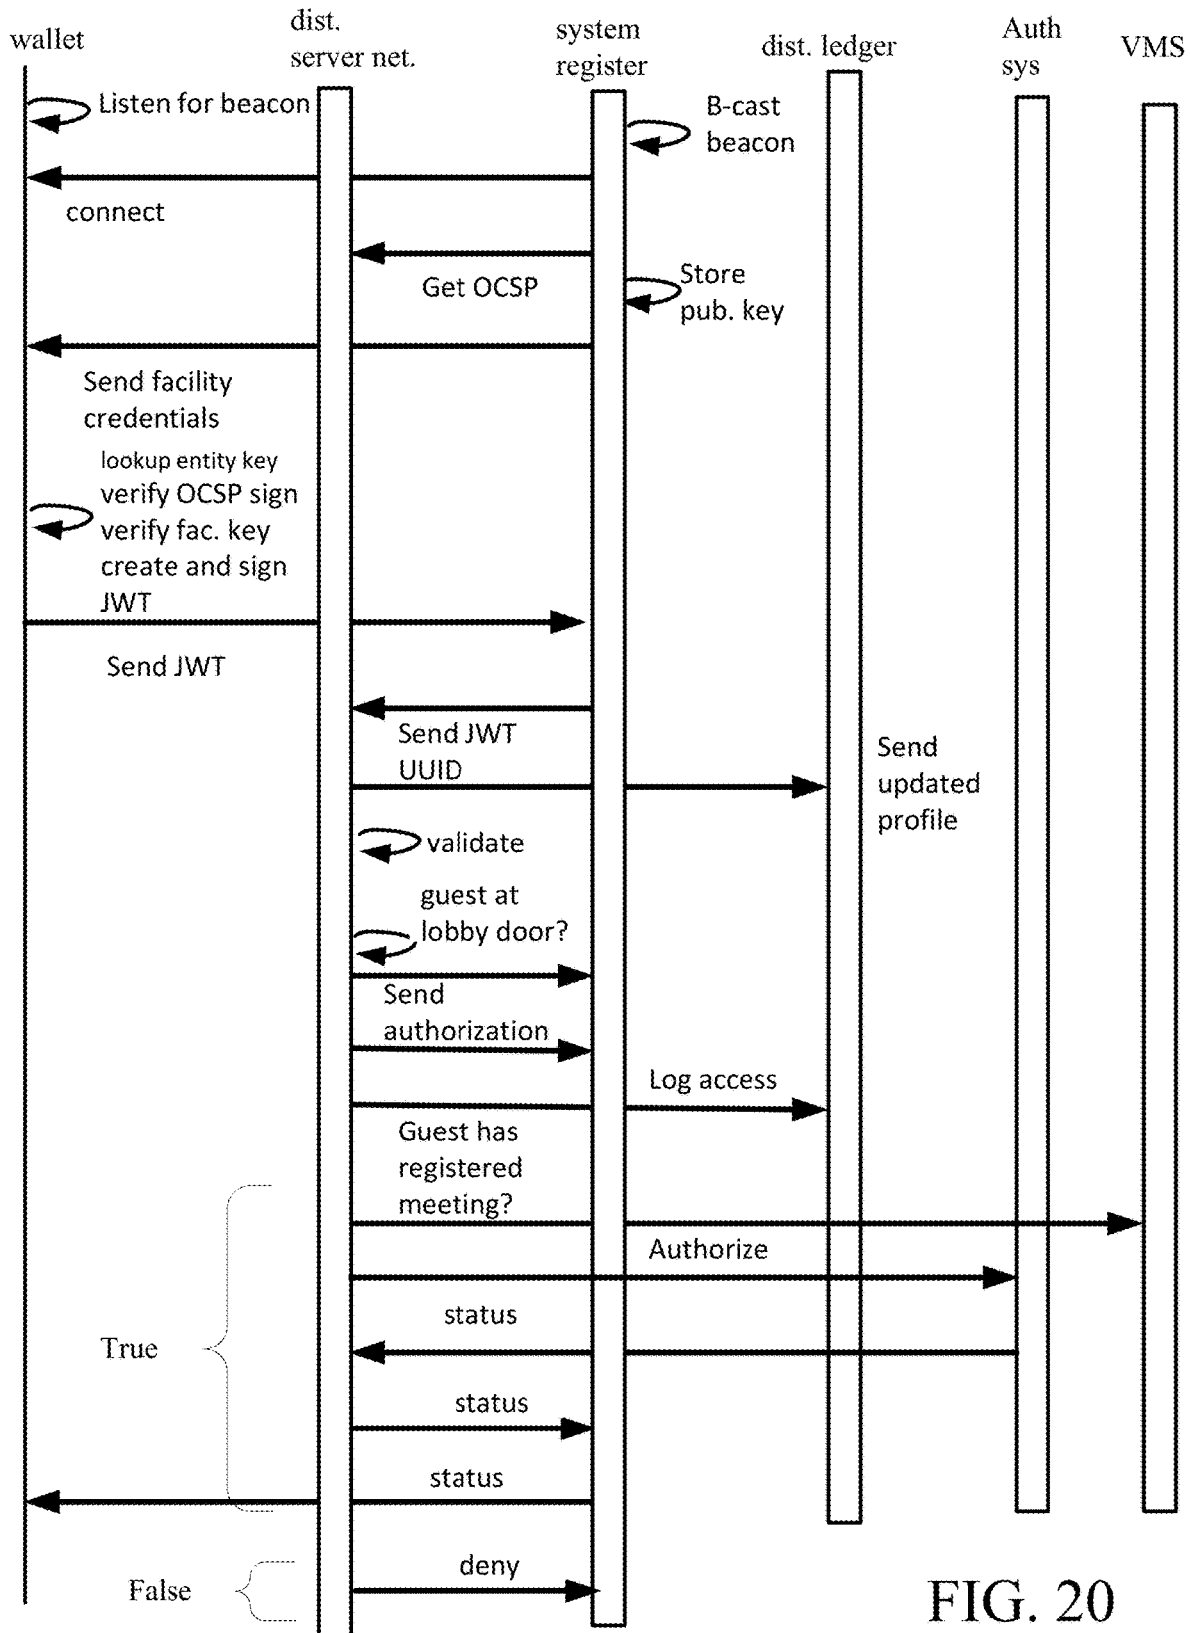 wallet
dist.
server net.
system
register
dist. ledger
Auth
sys
VMS
Listen for beacon
B-cast
beacon
connect
Get OCSP
Store
pub. key
Send facility
credentials
lookup entity key
verify OCSP sign
verify fac. key
create and sign
JWT
Send JWT
Send JWT
UUID
Send
updated
profile
validate
guest at
lobby door?
Send
authorization
Log access
Guest has
registered
meeting?
Authorize
status
True
status
status
deny
False
FIG. 20